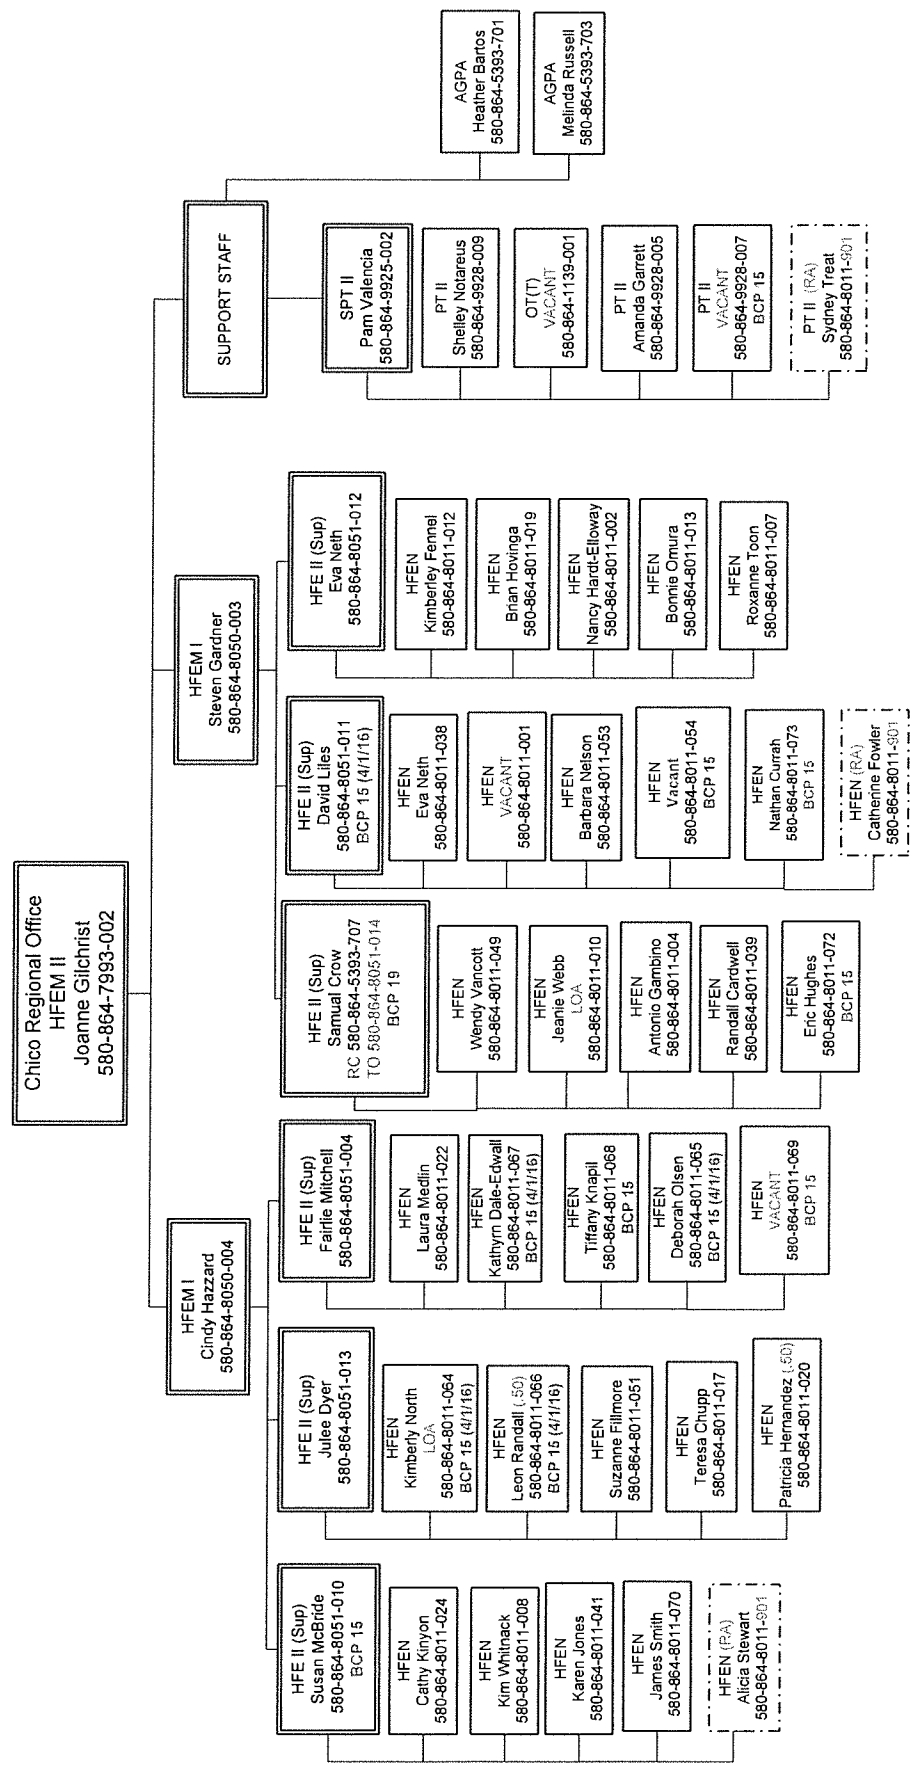 Chico Regional Office
HFEM II
Joanne Gilchrist
580-864-7993-002
HFEM I
Cindy Hazzard
580-864-8050-004
HFEM I
Steven Gardner
580-864-8050-003
SUPPORT STAFF
HFE II (Sup)
Susan McBride
580-864-8051-010
BCP 15
HFEN
Cathy Kinyon
580-864-8011-024
HFEN
Kim Whitnack
580-864-8011-008
HFEN
Karen Jones
580-864-8011-041
HFEN
James Smith
580-864-8011-070
HFEN (RA)
Alicia Stewart
580-864-8011-901
HFE II (Sup)
Julee Dyer
580-864-8051-013
HFEN
Kimberly North
LOA
580-864-8011-064
BCP 15 (4/1/16)
HFEN
Leon Randall (.50)
580-864-8011-066
BCP 15 (4/1/16)
HFEN
Suzanne Fillmore
580-864-8011-051
HFEN
Teresa Chupp
580-864-8011-017
HFEN
Patricia Hernandez (.50)
580-864-8011-020
HFE II (Sup)
Fairlie Mitchell
580-864-8051-004
HFEN
Laura Medlin
580-864-8011-022
HFEN
Kathyrn Dale-Edwall
580-864-8011-067
BCP 15 (4/1/16)
HFEN
Tiffany Knapil
580-864-8011-068
BCP 15
HFEN
Deborah Olsen
580-864-8011-065
BCP 15 (4/1/16)
HFEN
VACANT
580-864-8011-069
BCP 15
HFE II (Sup)
Samual Crow
RC 580-864-5393-707
TO 580-864-8051-014
BCP 19
HFEN
Wendy Vancott
580-864-8011-049
HFEN
Jeanie Webb
LOA
580-864-8011-010
HFEN
Antonio Gambino
580-864-8011-004
HFEN
Randall Cardwell
580-864-8011-039
HFEN
Eric Hughes
580-864-8011-072
BCP 15
HFE II (Sup)
David Liles
580-864-8051-011
BCP 15 (4/1/16)
HFEN
Eva Neth
580-864-8011-038
HFEN
VACANT
580-864-8011-001
HFEN
Barbara Nelson
580-864-8011-053
HFEN
Vacant
580-864-8011-054
BCP 15
HFEN
Nathan Currah
580-864-8011-073
BCP 15
HFEN (RA)
Catherine Fowler
580-864-8011-901
HFE II (Sup)
Eva Neth
580-864-8051-012
HFEN
Kimberley Fennel
580-864-8011-012
HFEN
Brian Hovinga
580-864-8011-019
HFEN
Nancy Hardt-Elloway
580-864-8011-002
HFEN
Bonnie Omura
580-864-8011-013
HFEN
Roxanne Toon
580-864-8011-007
SPT II
Pam Valencia
580-864-9925-002
PT II
Shelley Notareus
580-864-9928-009
OT(T)
VACANT
580-864-1139-001
PT II
Amanda Garrett
580-864-9928-005
PT II
VACANT
580-864-9928-007
BCP 15
PT II (RA)
Sydney Treat
580-864-8011-901
AGPA
Heather Bartos
580-864-5393-701
AGPA
Melinda Russell
580-864-5393-703